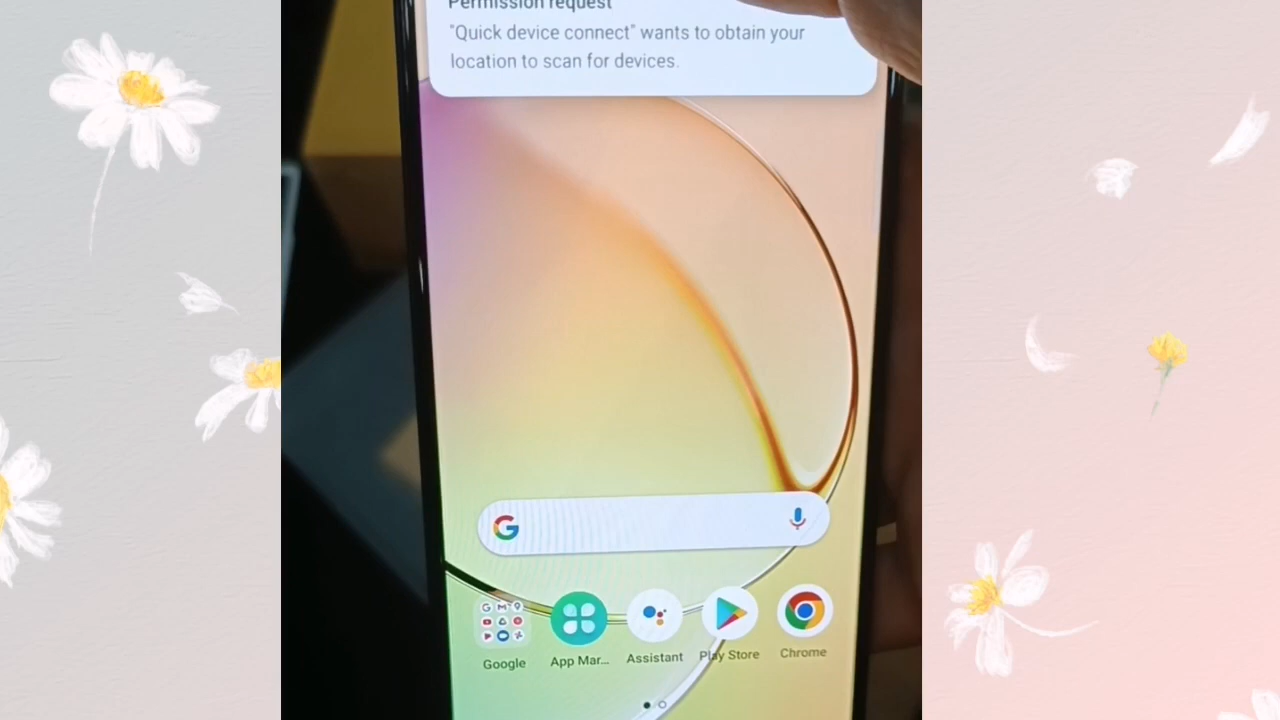 Permission request
"Quick device connect" wants to obtain your
location to scan for devices.
G
Google
App Mar...
Assistant
Play Store
Chrome